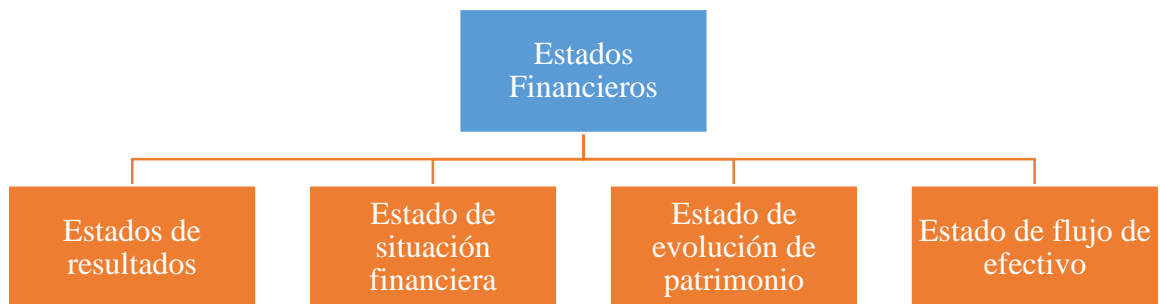 Estados
Financieros
Estados de
resultados
Estado de
situación
financiera
Estado de
evolución de
patrimonio
Estado de flujo de
efectivo